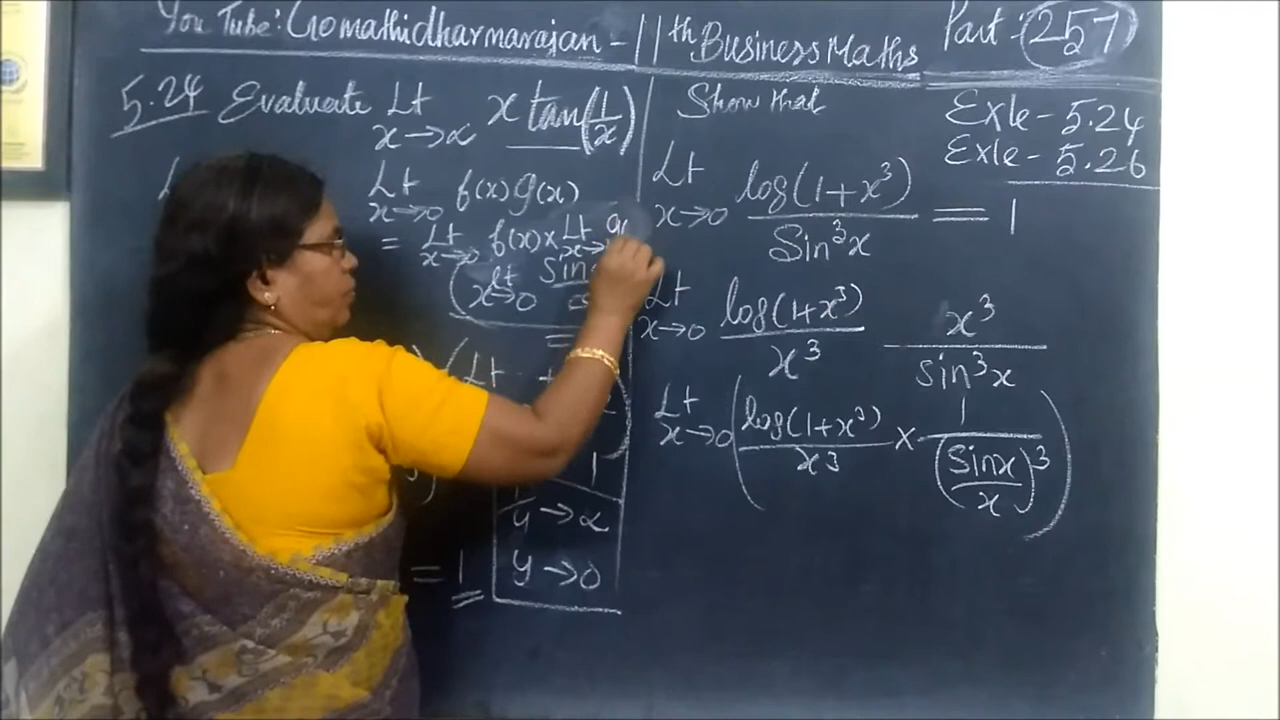 You Tube: Gomathidharmarajan - 11th Business Maths Part: 257
5.24 Evaluate Lt x→∝ x tan(1/x)
Lt x→0 f(x) g(x)
= Lt x→0 f(x) × Lt x→
(Lt x→0 sin
(Lt
1
y→∝
y→0
= 1
Show that
Exle - 5.24
Exle - 5.26
Lt x→0 log(1+x³)/Sin³x = 1
Lt x→0 log(1+x³)/x³ x³/sin³x
Lt x→0 (log(1+x³)/x³ × 1/(Sinx/x)³)